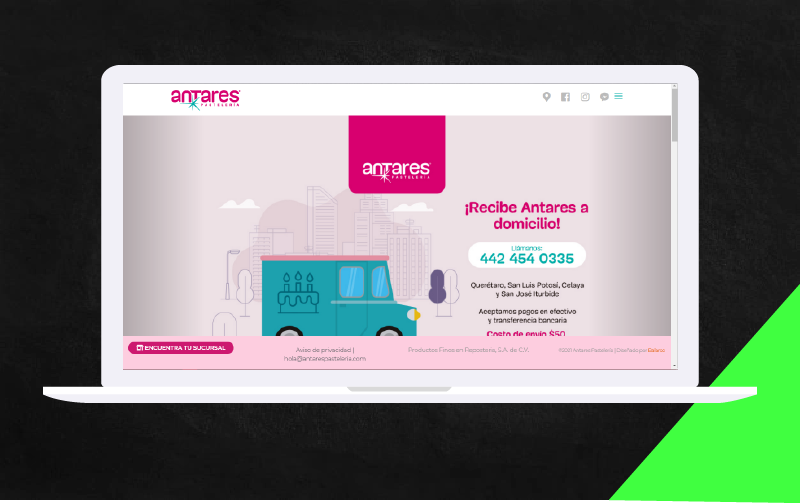 antares
PASTELERÍA
antares
PASTELERÍA
¡Recibe Antares a
domicilio!
Llámanos:
442 454 0335
Querétaro, San Luis Potosí, Celaya
y San José Iturbide
Aceptamos pagos en efectivo
y transferencia bancaria
Costo de envío $50
ENCUENTRA TU SUCURSAL
Aviso de privacidad |
hola@antarespasteleria.com
Productos Finos en Repostería, S.A. de C.V.
©2021 Antares Pastelería | Diseñado por